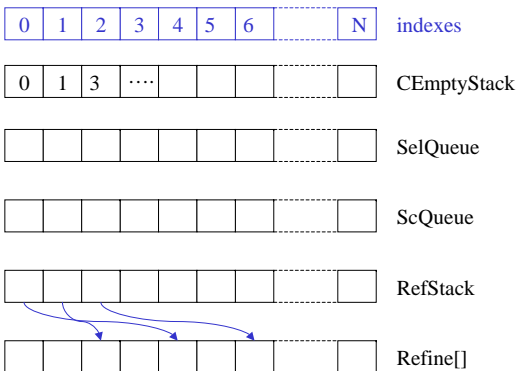 0 1 2 3 4 5 6 N indexes
0 1 3 .... CEmptyStack
SelQueue
ScQueue
RefStack
Refine[]